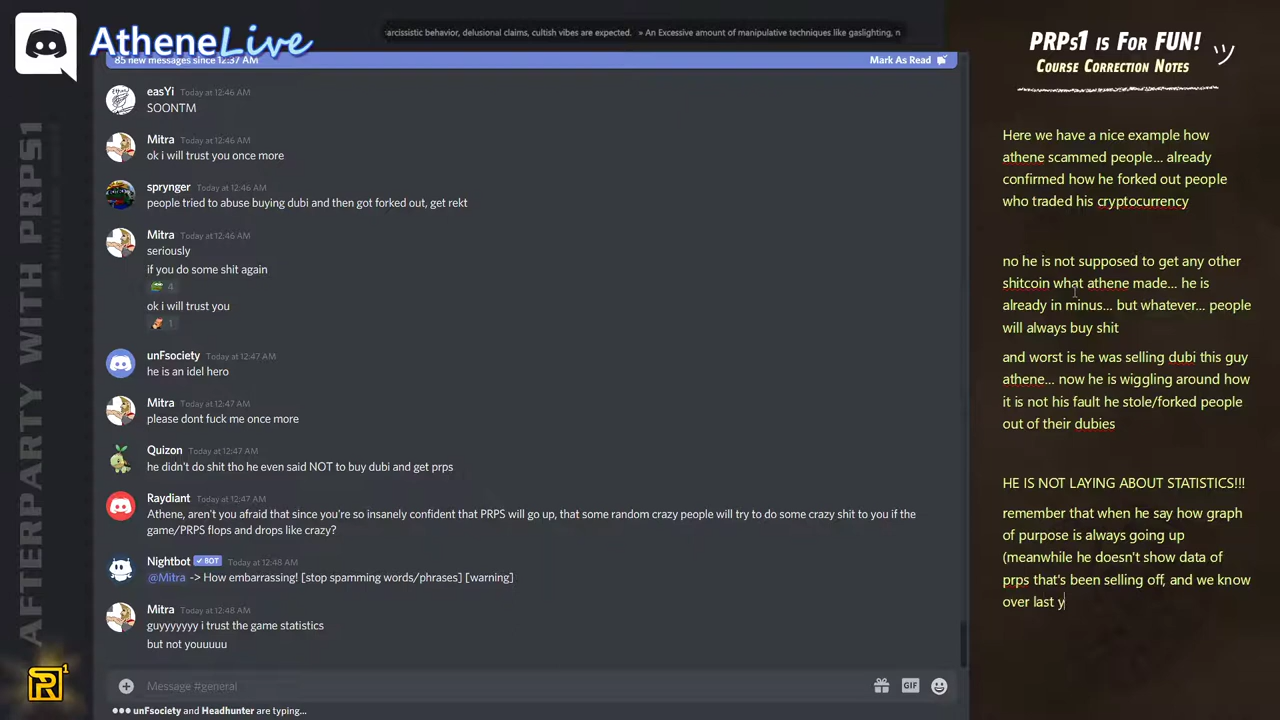 AtheneLive
arcissistic behavior, delusional claims, cultish vibes are expected. » An Excessive amount of manipulative techniques like gaslighting, n
85 new messages since 12:37 AM
Mark As Read
easYi Today at 12:46 AM
SOONTM
Mitra Today at 12:46 AM
ok i will trust you once more
sprynger Today at 12:46 AM
people tried to abuse buying dubi and then got forked out, get rekt
Mitra Today at 12:46 AM
seriously
if you do some shit again
4
ok i will trust you
1
unFsociety Today at 12:47 AM
he is an idel hero
Mitra Today at 12:47 AM
please dont fuck me once more
Quizon Today at 12:47 AM
he didn't do shit tho he even said NOT to buy dubi and get prps
Raydiant Today at 12:47 AM
Athene, aren't you afraid that since you're so insanely confident that PRPS will go up, that some random crazy people will try to do some crazy shit to you if the
game/PRPS flops and drops like crazy?
Nightbot ✓ BOT Today at 12:48 AM
@Mitra -> How embarrassing! [stop spamming words/phrases] [warning]
Mitra Today at 12:48 AM
guyyyyyyy i trust the game statistics
but not youuuuu
Message #general
GIF
unFsociety and Headhunter are typing...
AFTERPARTY WITH PRPS1
R1
PRPs1 is For FUN!
Course Correction Notes
ツ
Here we have a nice example how
athene scammed people... already
confirmed how he forked out people
who traded his cryptocurrency
no he is not supposed to get any other
shitcoin what athene made... he is
already in minus... but whatever... people
will always buy shit
and worst is he was selling dubi this guy
athene... now he is wiggling around how
it is not his fault he stole/forked people
out of their dubies
HE IS NOT LAYING ABOUT STATISTICS!!!
remember that when he say how graph
of purpose is always going up
(meanwhile he doesn't show data of
prps that's been selling off, and we know
over last y